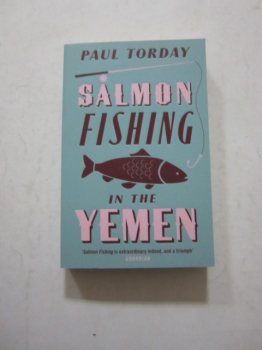 PAUL TORDAY
SALMON
FISHING
IN THE
YEMEN
'Salmon Fishing is extraordinary indeed, and a triumph'